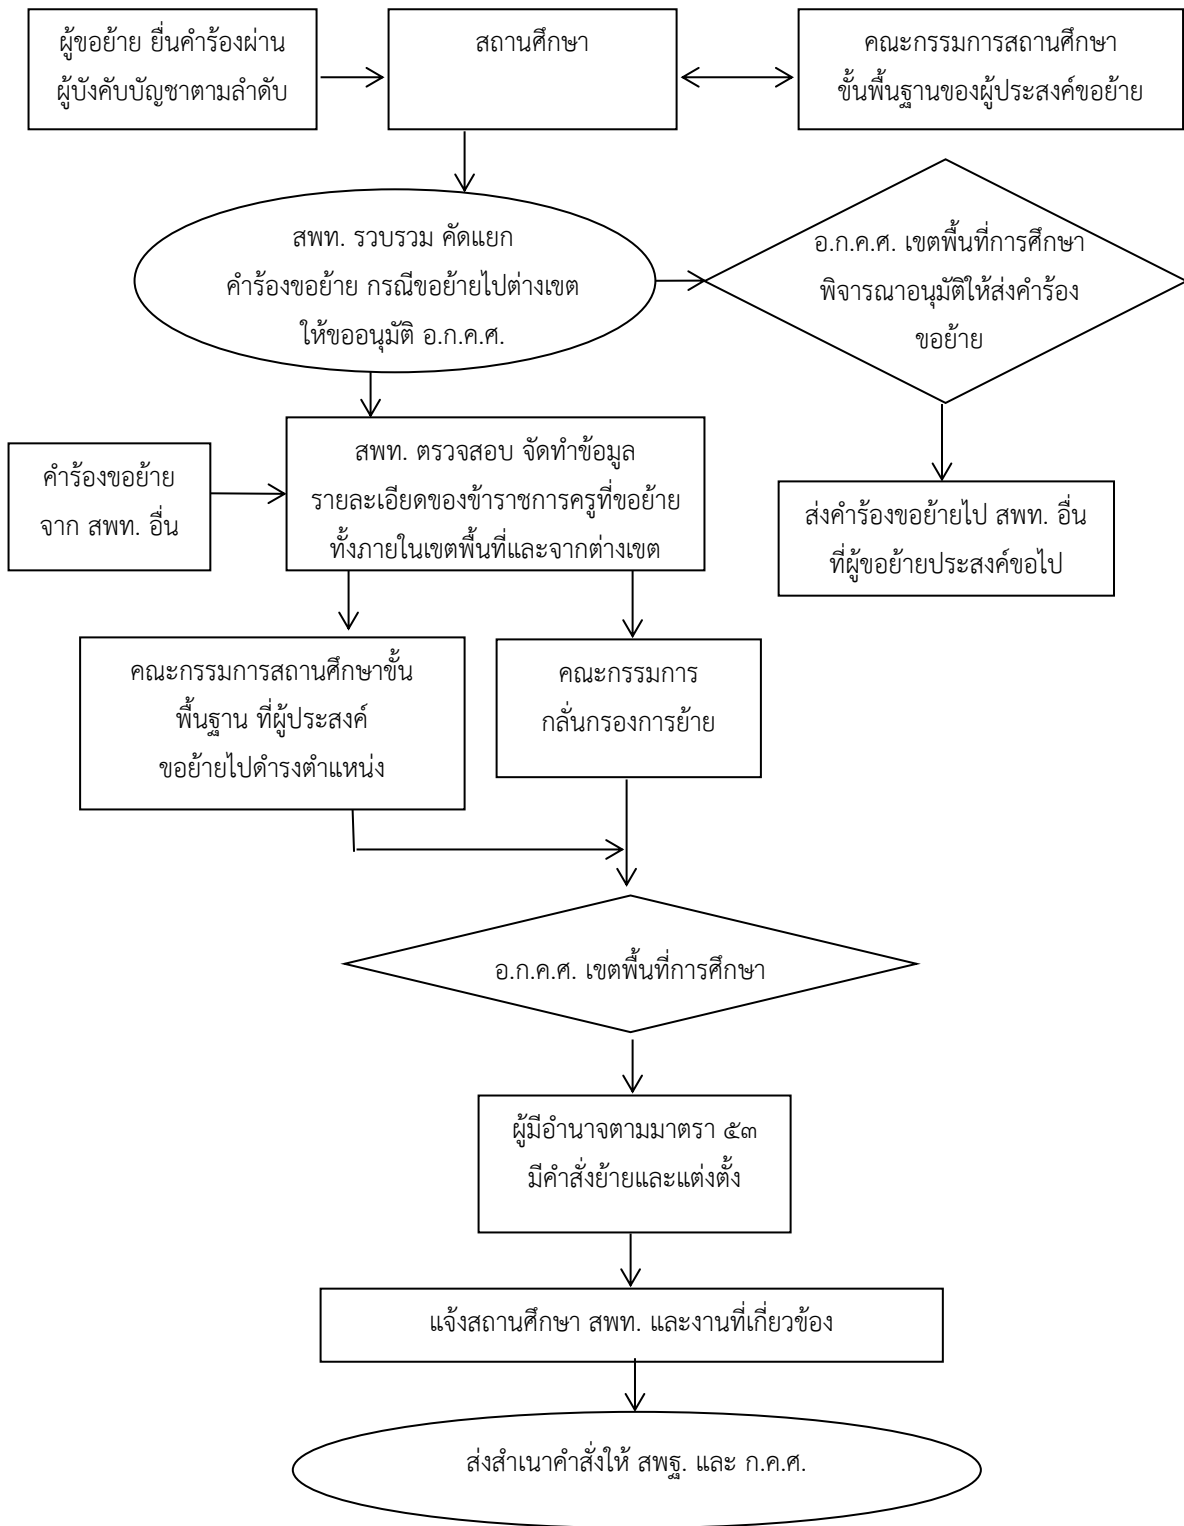 ผู้ขอย้าย ยื่นคำร้องผ่าน
ผู้บังคับบัญชาตามลำดับ
สถานศึกษา
คณะกรรมการสถานศึกษา
ขั้นพื้นฐานของผู้ประสงค์ขอย้าย
สพท. รวบรวม คัดแยก
คำร้องขอย้าย กรณีขอย้ายไปต่างเขต
ให้ขออนุมัติ อ.ก.ค.ศ.
อ.ก.ค.ศ. เขตพื้นที่การศึกษา
พิจารณาอนุมัติให้ส่งคำร้อง
ขอย้าย
คำร้องขอย้าย
จาก สพท. อื่น
สพท. ตรวจสอบ จัดทำข้อมูล
รายละเอียดของข้าราชการครูที่ขอย้าย
ทั้งภายในเขตพื้นที่และจากต่างเขต
ส่งคำร้องขอย้ายไป สพท. อื่น
ที่ผู้ขอย้ายประสงค์ขอไป
คณะกรรมการสถานศึกษาขั้น
พื้นฐาน ที่ผู้ประสงค์
ขอย้ายไปดำรงตำแหน่ง
คณะกรรมการ
กลั่นกรองการย้าย
อ.ก.ค.ศ. เขตพื้นที่การศึกษา
ผู้มีอำนาจตามมาตรา ๕๓
มีคำสั่งย้ายและแต่งตั้ง
แจ้งสถานศึกษา สพท. และงานที่เกี่ยวข้อง
ส่งสำเนาคำสั่งให้ สพฐ. และ ก.ค.ศ.